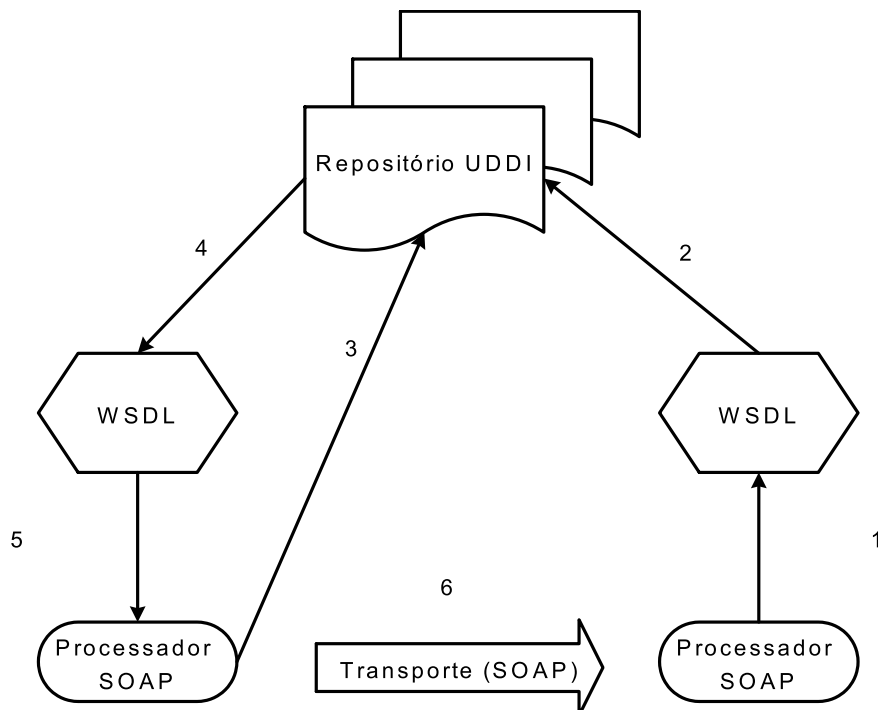 Repositório UDDI
4
2
3
WSDL
WSDL
5
1
6
Processador
SOAP
Transporte (SOAP)
Processador
SOAP